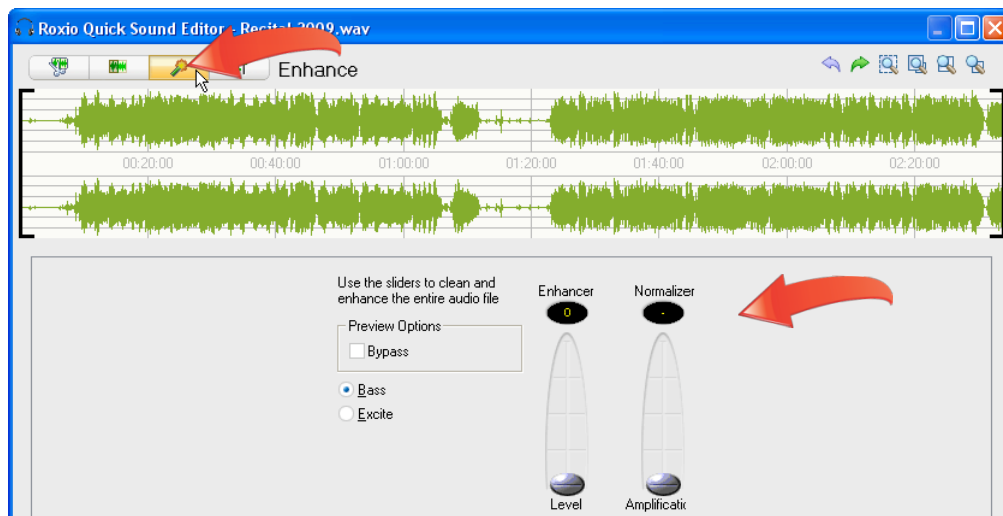 Roxio Quick Sound Editor - Recital 2009.wav
Enhance
00:20:00 00:40:00 01:00:00 01:20:00 01:40:00 02:00:00 02:20:00
Use the sliders to clean and
enhance the entire audio file
Enhancer Normalizer
0 -
Preview Options
Bypass
Bass
Excite
Level Amplificatic